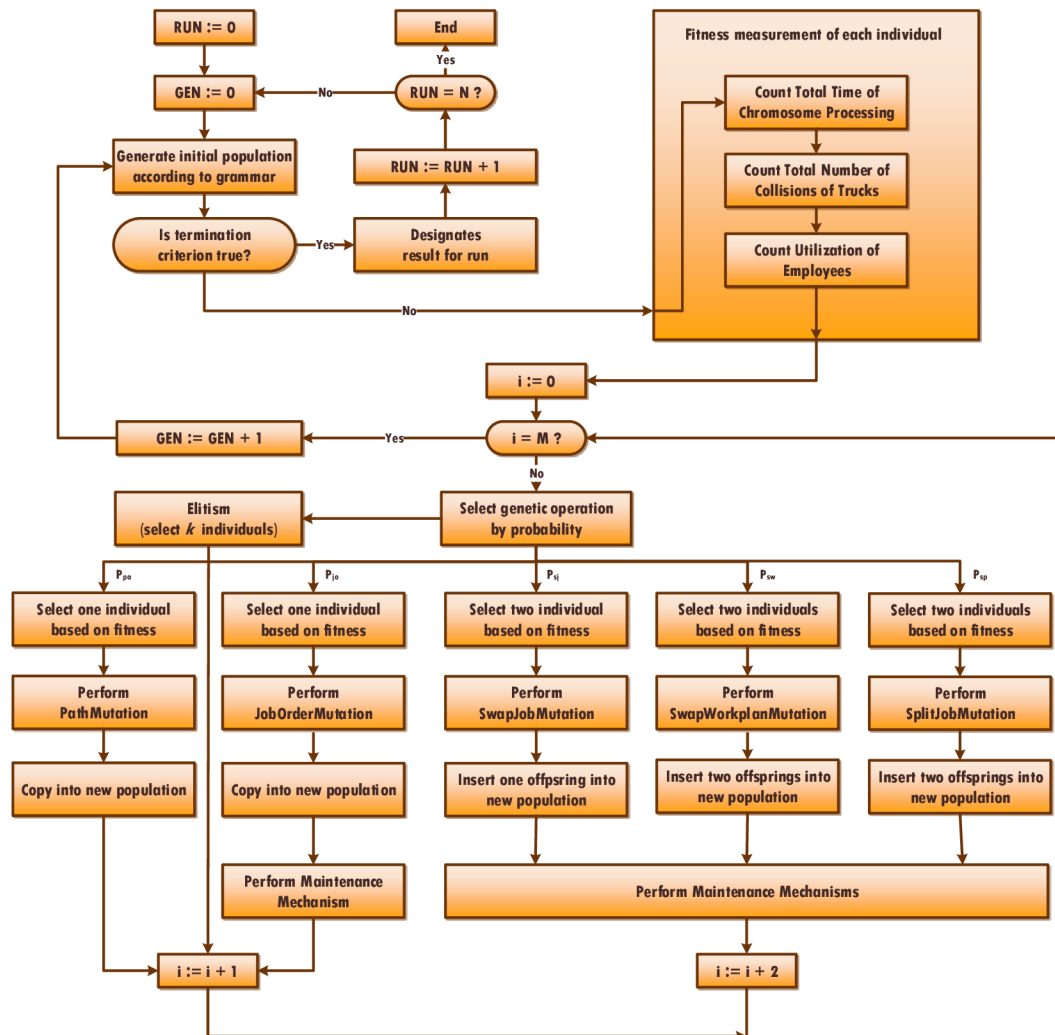 RUN := 0
End
Fitness measurement of each individual
Yes
GEN := 0
No
RUN = N ?
Count Total Time of
Chromosome Processing
Generate initial population
according to grammar
RUN := RUN + 1
Count Total Number of
Collisions of Trucks
Is termination
criterion true?
Yes
Designates
result for run
Count Utilization of
Employees
No
i := 0
GEN := GEN + 1
Yes
i = M ?
No
Elitism
(select k individuals)
Select genetic operation
by probability
Ppa
Pjo
Psj
Psw
Psp
Select one individual
based on fitness
Select one individual
based on fitness
Select two individual
based on fitness
Select two individuals
based on fitness
Select two individuals
based on fitness
Perform
PathMutation
Perform
JobOrderMutation
Perform
SwapJobMutation
Perform
SwapWorkplanMutation
Perform
SplitJobMutation
Copy into new population
Copy into new population
Insert one offpsring into
new population
Insert two offsprings into
new population
Insert two offsprings into
new population
Perform Maintenance
Mechanism
Perform Maintenance Mechanisms
i := i + 1
i := i + 2